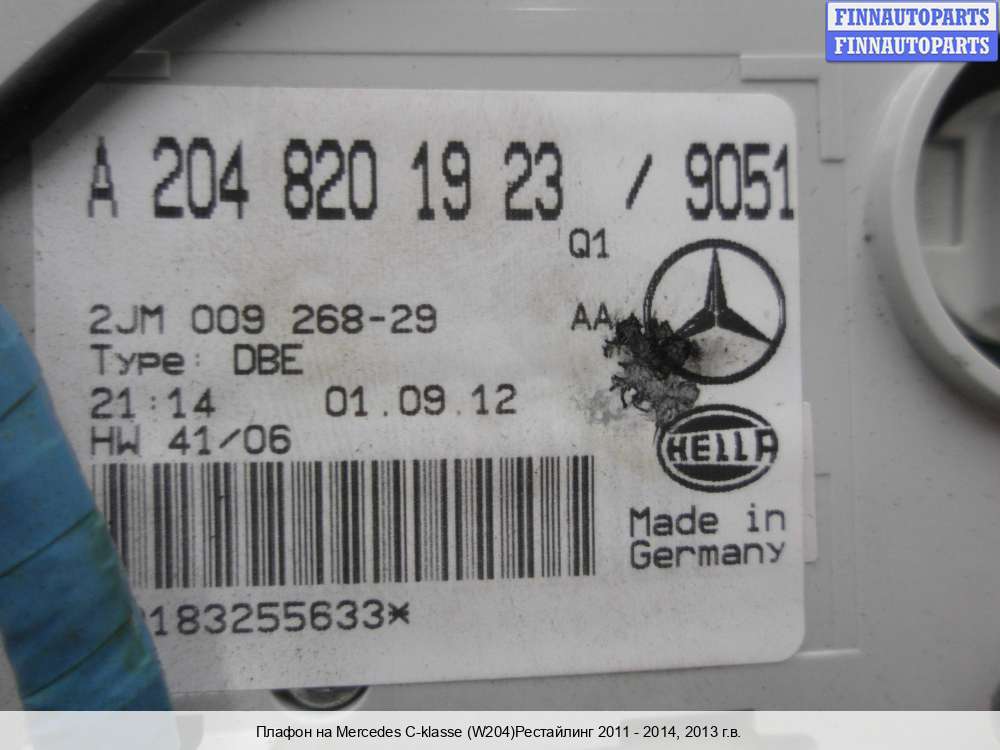 FINNAUTOPARTS
FINNAUTOPARTS
A 204 820 19 23 / 9051
Q1
2JM 009 268-29
AA
Type: DBE
21:14 01.09.12
HW 41/06
HELLA
Made in
Germany
183255633*
Плафон на Mercedes C-klasse (W204)Рестайлинг 2011 - 2014, 2013 г.в.